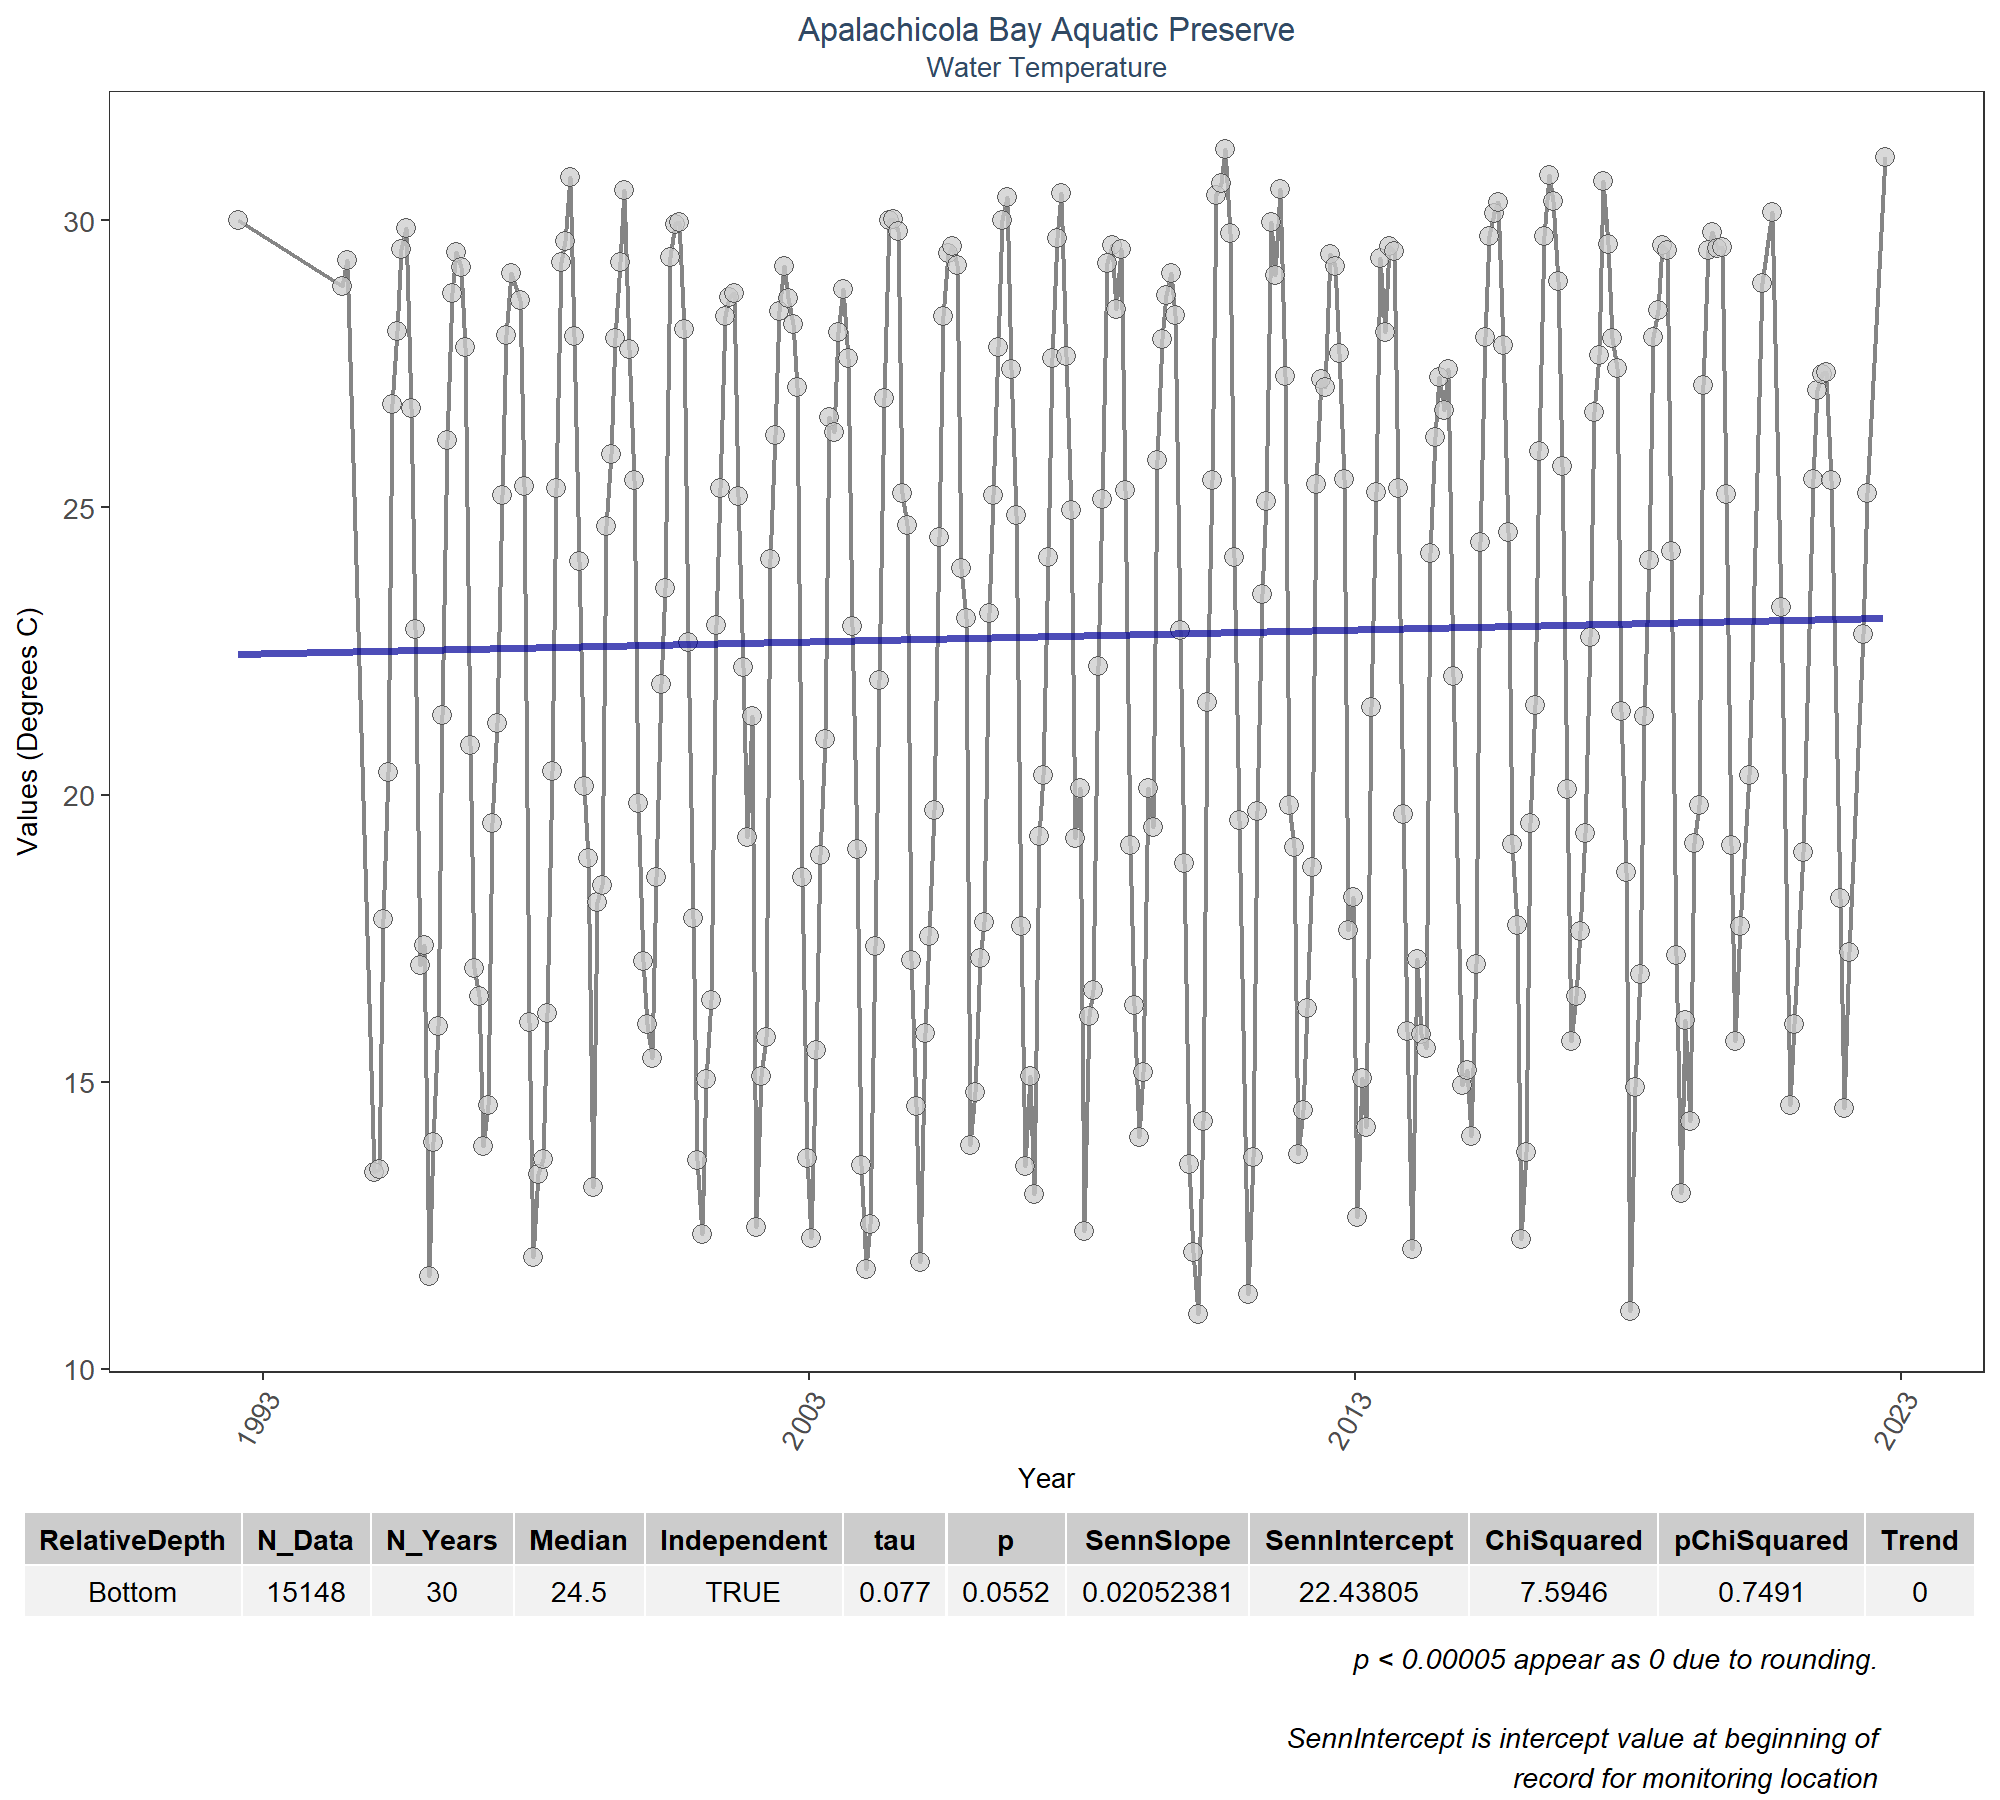 Apalachicola Bay Aquatic Preserve
Water Temperature
Values (Degrees C)
30
25
20
15
10
1993
2003
2013
2023
Year
RelativeDepth N_Data N_Years Median Independent tau p SennSlope SennIntercept ChiSquared pChiSquared Trend
Bottom 15148 30 24.5 TRUE 0.077 0.0552 0.02052381 22.43805 7.5946 0.7491 0
p < 0.00005 appear as 0 due to rounding.
SennIntercept is intercept value at beginning of
record for monitoring location